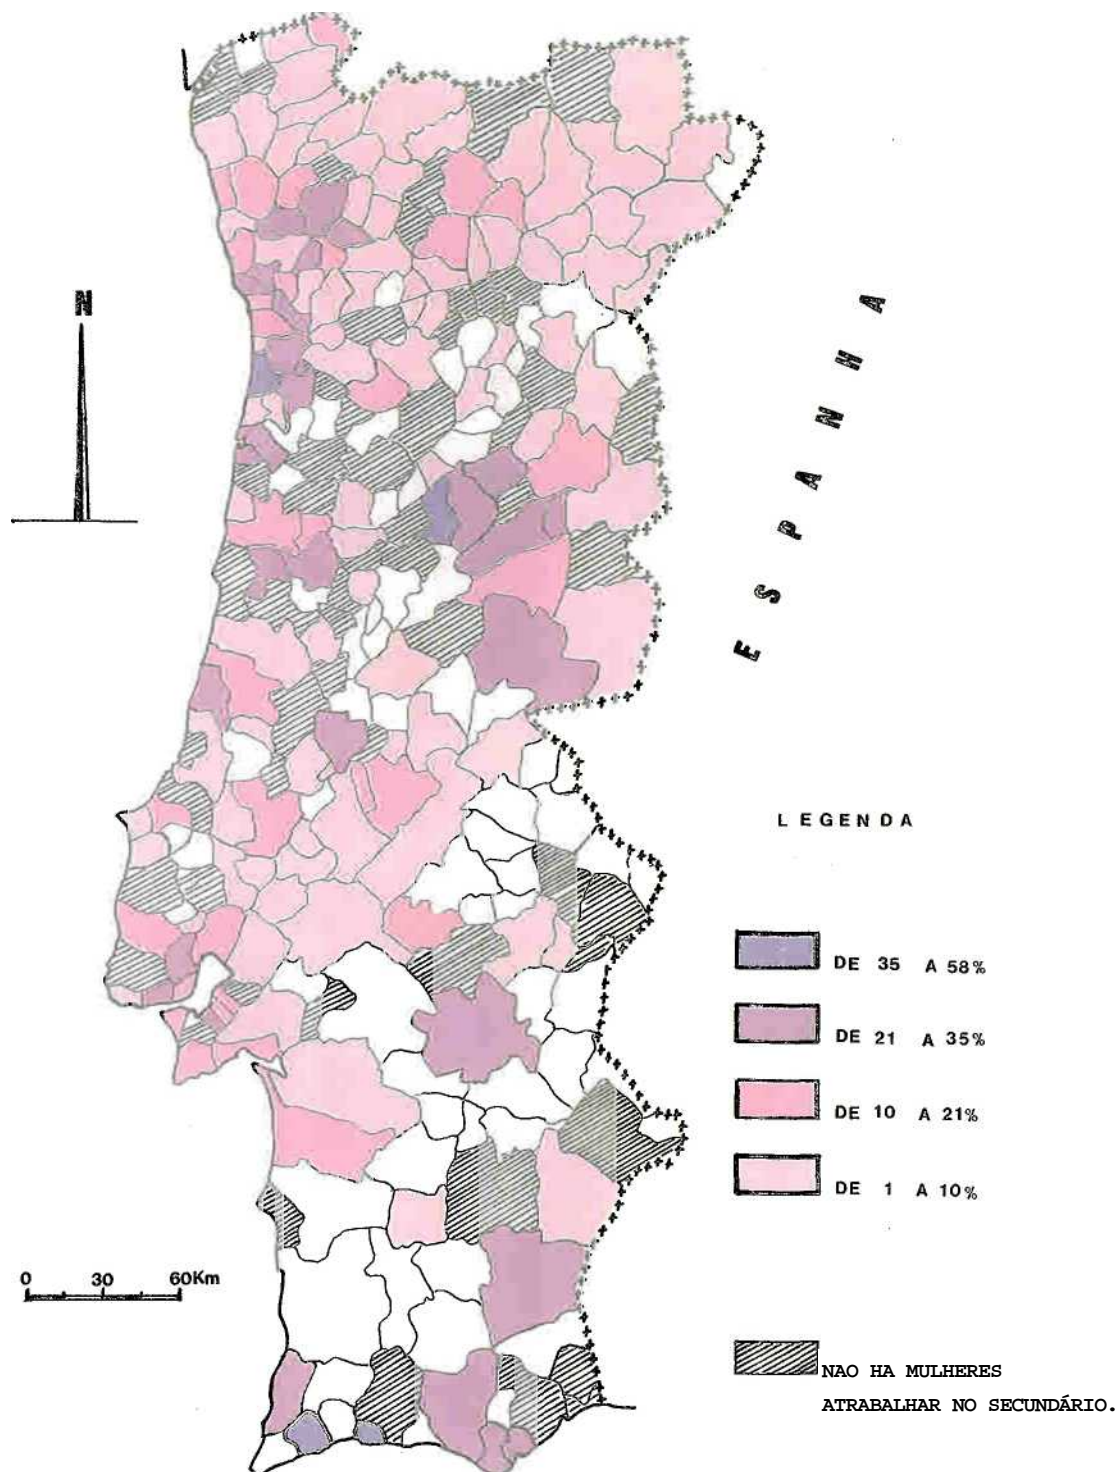 N
ESPANHA
LEGENDA
DE 35 A 58%
DE 21 A 35%
DE 10 A 21%
DE 1 A 10%
0 30 60Km
NAO HA MULHERES
ATRABALHAR NO SECUNDÁRIO.